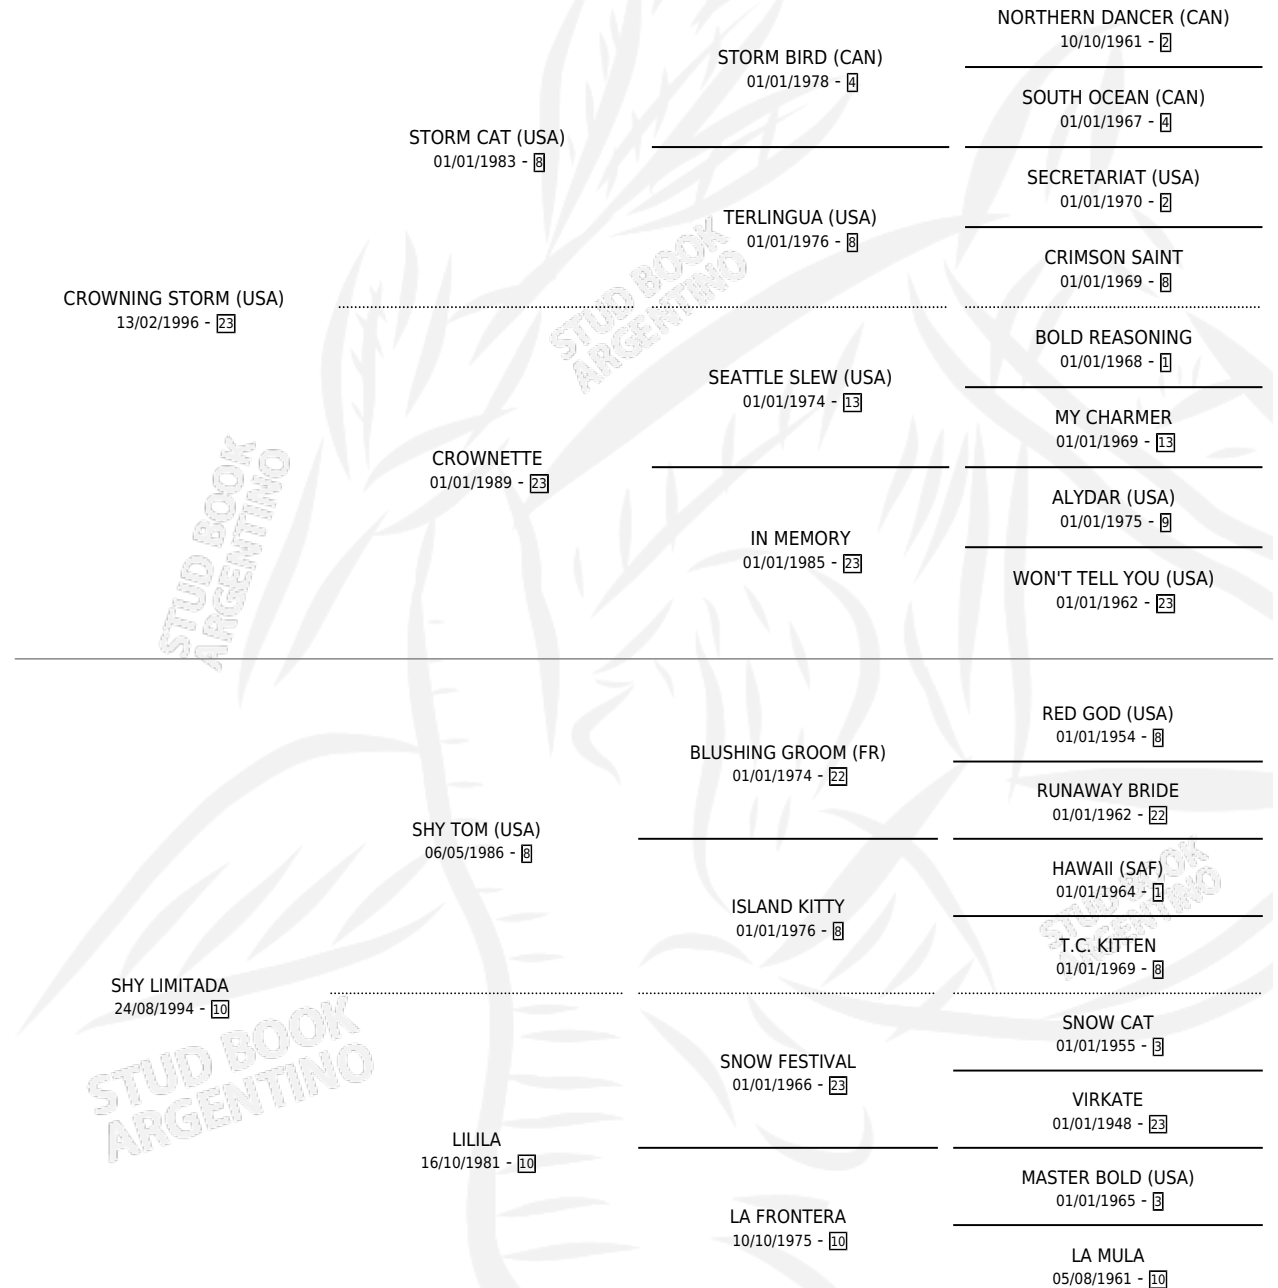 NORTHERN DANCER (CAN)
10/10/1961 - 2
STORM BIRD (CAN)
01/01/1978 - 4
SOUTH OCEAN (CAN)
01/01/1967 - 4
STORM CAT (USA)
01/01/1983 - 8
SECRETARIAT (USA)
01/01/1970 - 2
TERLINGUA (USA)
01/01/1976 - 8
CRIMSON SAINT
01/01/1969 - 8
CROWNING STORM (USA)
13/02/1996 - 23
BOLD REASONING
01/01/1968 - 1
SEATTLE SLEW (USA)
01/01/1974 - 13
MY CHARMER
01/01/1969 - 13
CROWNETTE
01/01/1989 - 23
ALYDAR (USA)
01/01/1975 - 9
IN MEMORY
01/01/1985 - 23
WON'T TELL YOU (USA)
01/01/1962 - 23
RED GOD (USA)
01/01/1954 - 8
BLUSHING GROOM (FR)
01/01/1974 - 22
RUNAWAY BRIDE
01/01/1962 - 22
SHY TOM (USA)
06/05/1986 - 8
HAWAII (SAF)
01/01/1964 - 1
ISLAND KITTY
01/01/1976 - 8
T.C. KITTEN
01/01/1969 - 8
SHY LIMITADA
24/08/1994 - 10
SNOW CAT
01/01/1955 - 3
SNOW FESTIVAL
01/01/1966 - 23
VIRKATE
01/01/1948 - 23
LILILA
16/10/1981 - 10
MASTER BOLD (USA)
01/01/1965 - 3
LA FRONTERA
10/10/1975 - 10
LA MULA
05/08/1961 - 10
STUD BOOK
ARGENTINO
STUD BOOK
ARGENTINO
STUD BOOK
ARGENTINO
STUD BOOK
ARGENTINO